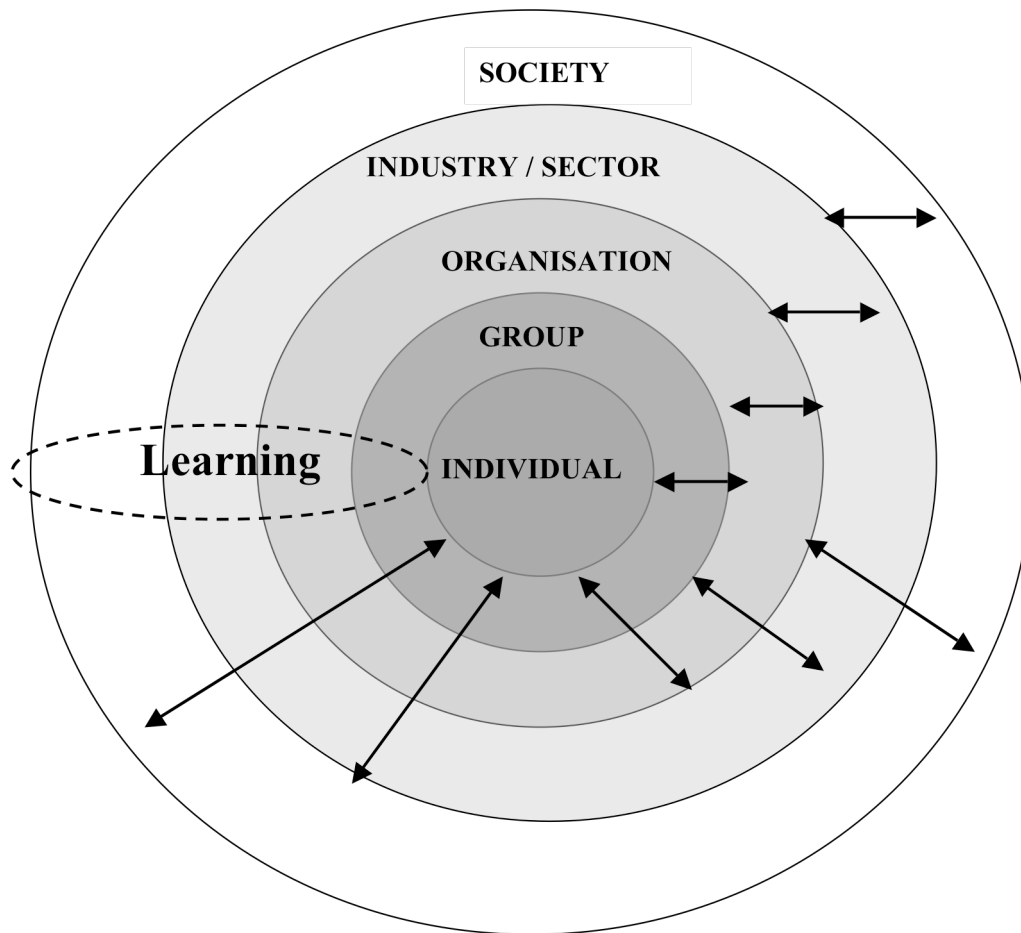 SOCIETY
INDUSTRY / SECTOR
ORGANISATION
GROUP
Learning
INDIVIDUAL